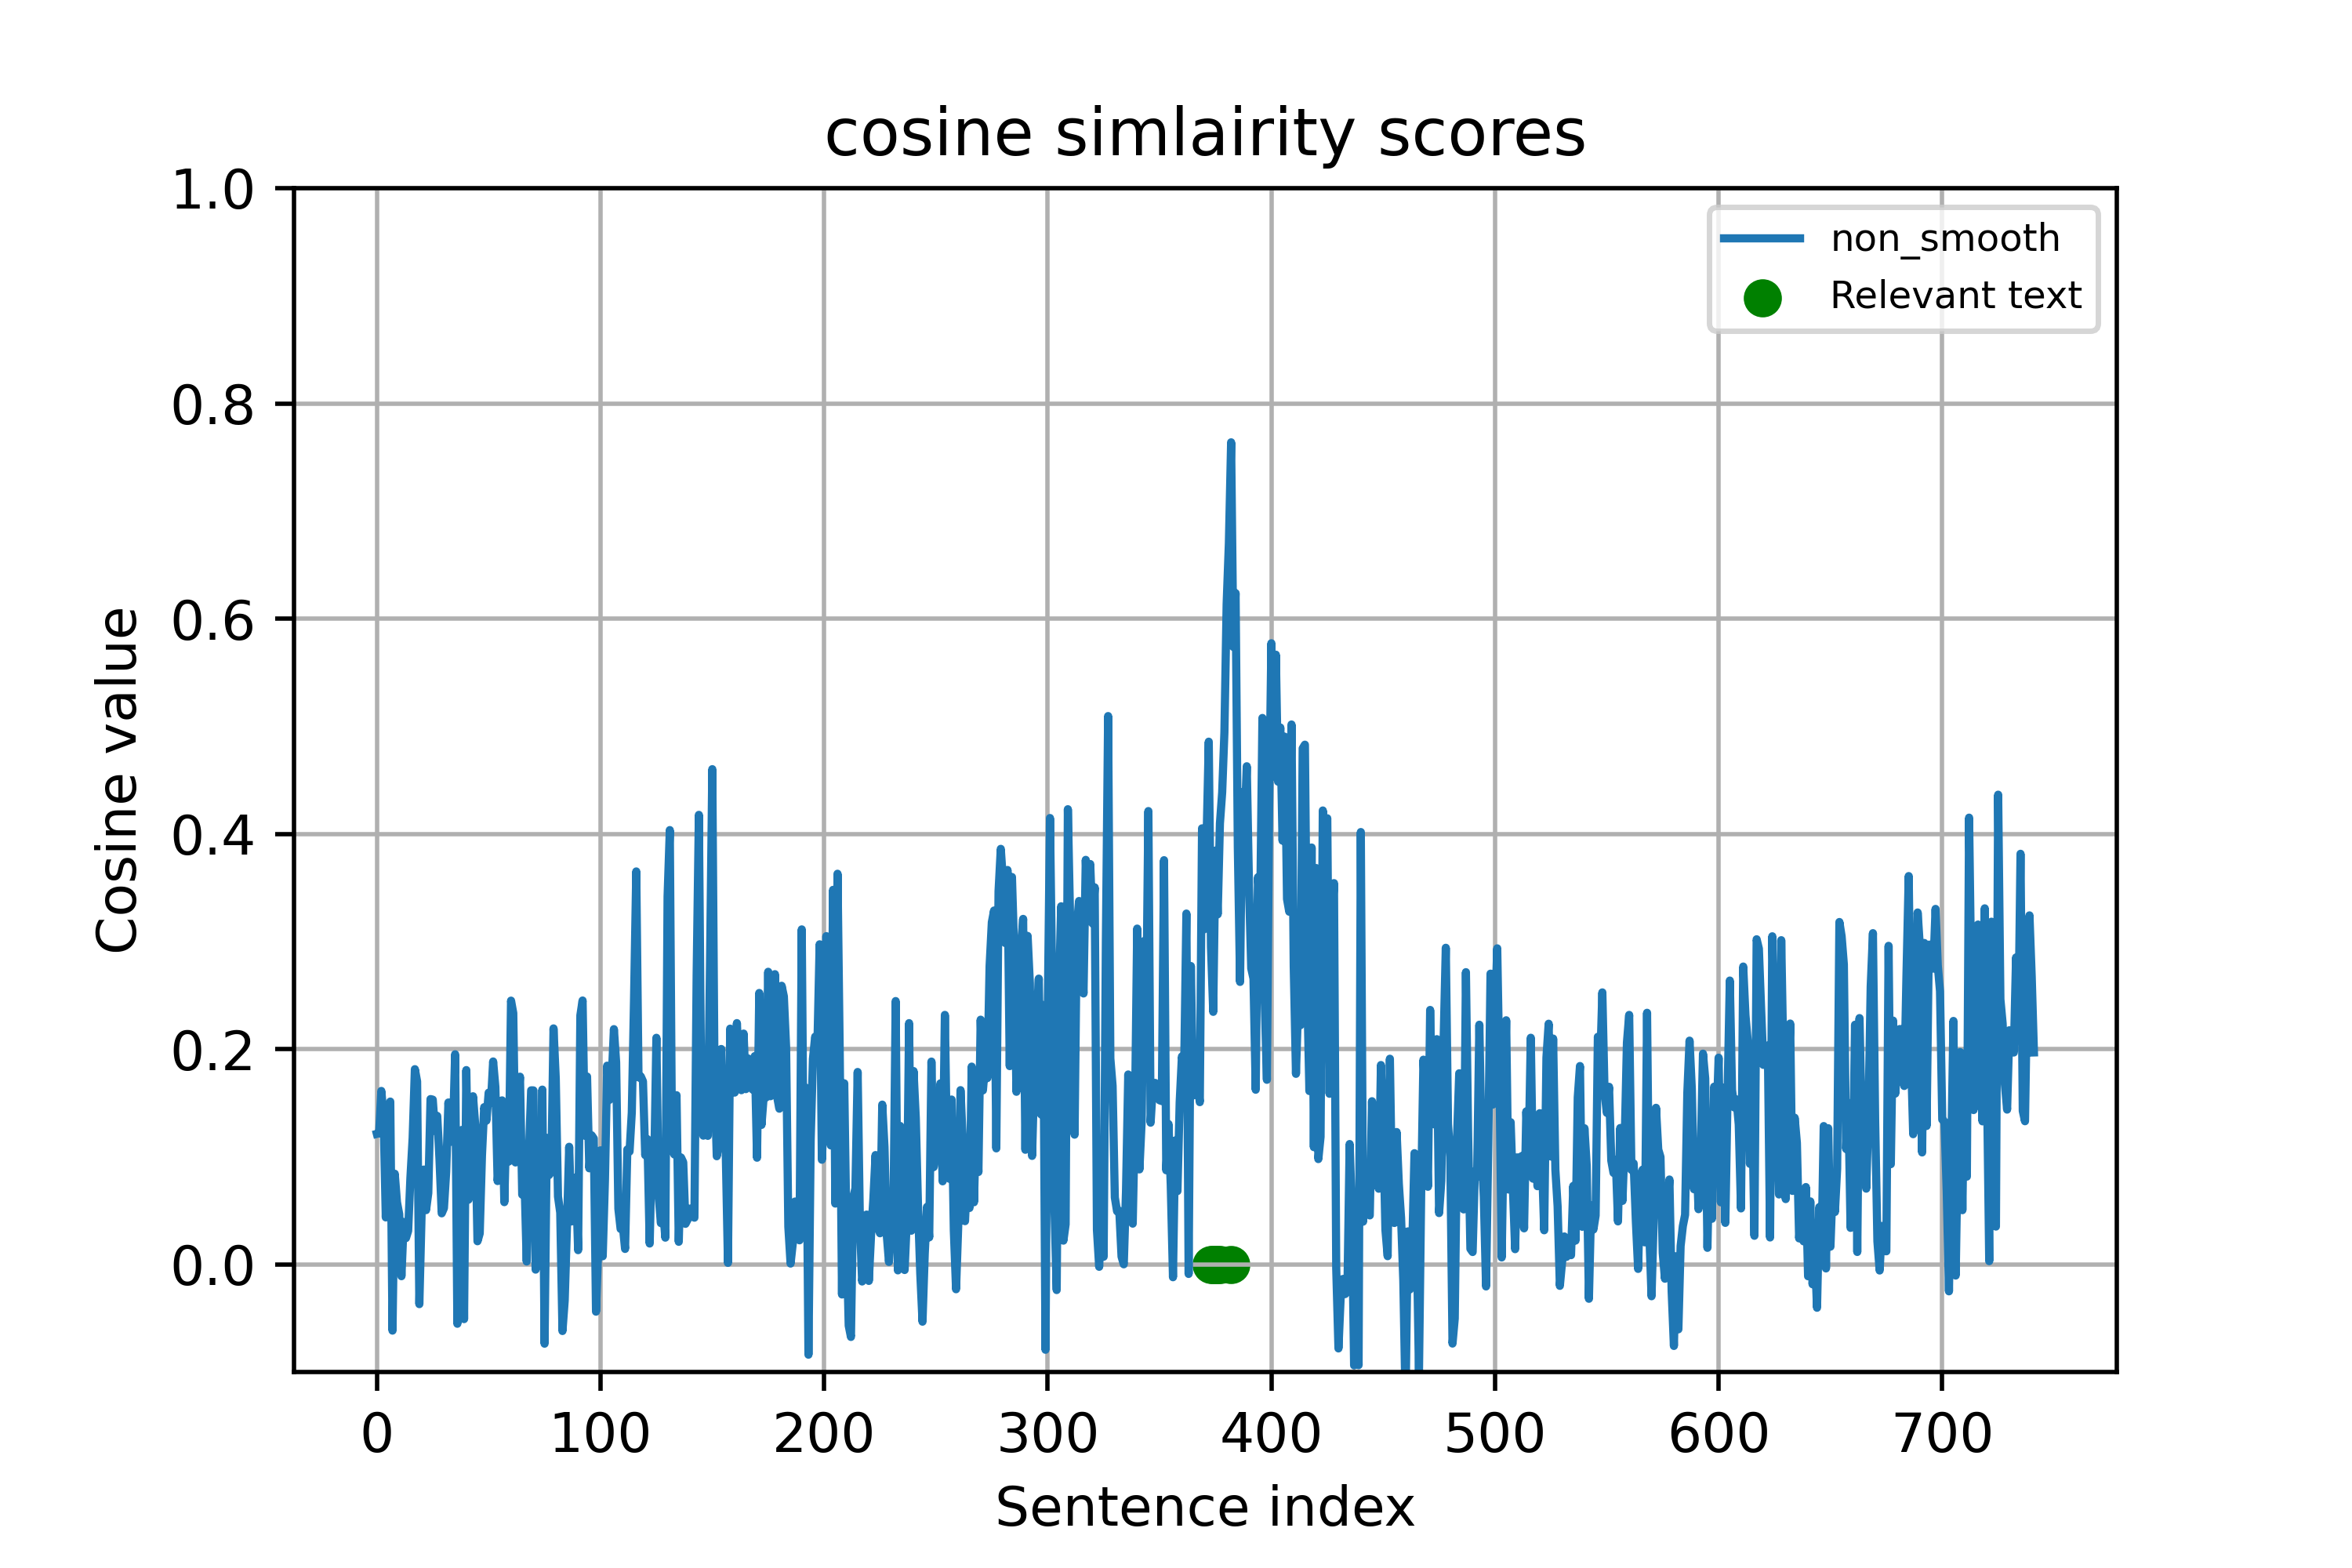 cosine simlairity scores
non_smooth
Relevant text
Cosine value
1.0
0.8
0.6
0.4
0.2
0.0
0 100 200 300 400 500 600 700
Sentence index